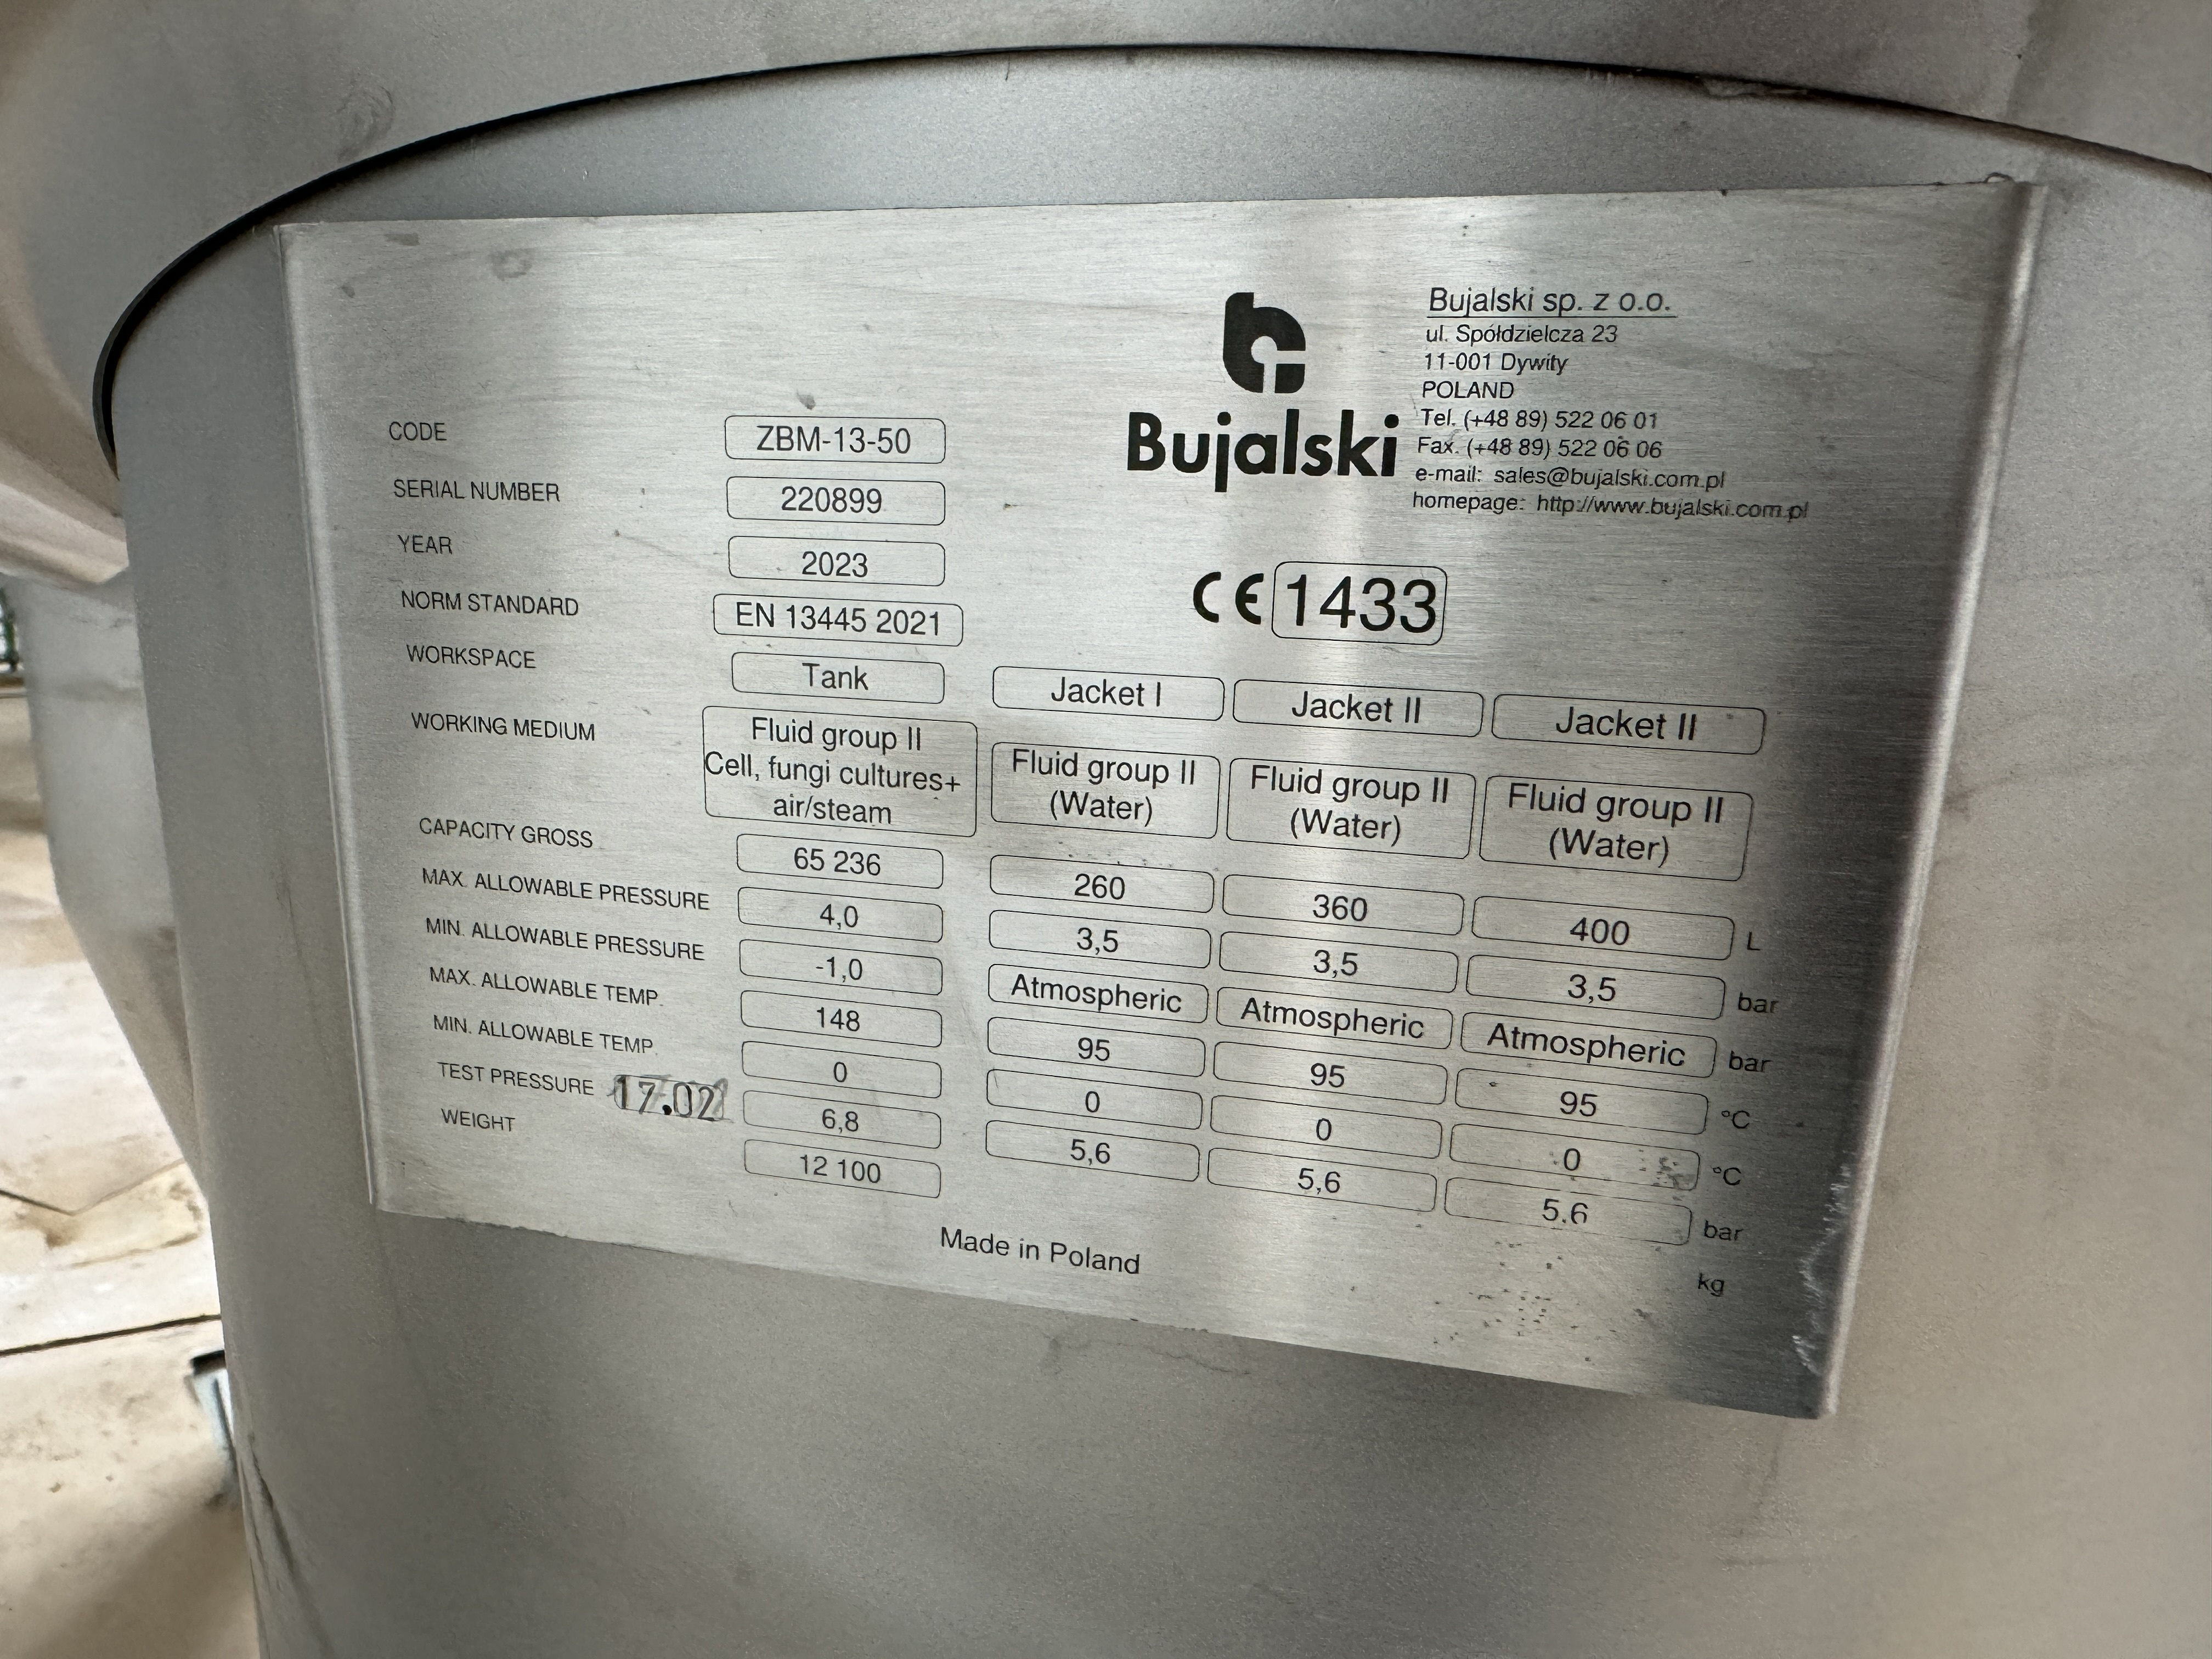 Bujalski
Bujalski sp. z o.o.
ul. Spółdzielcza 23
11-001 Dywity
POLAND
Tel. (+48 89) 522 06 01
Fax. (+48 89) 522 06 06
e-mail: sales@bujalski.com.pl
homepage: http://www.bujalski.com.pl
CE 1433
CODE ZBM-13-50
SERIAL NUMBER 220899
YEAR 2023
NORM STANDARD EN 13445 2021
WORKSPACE Tank Jacket I Jacket II Jacket II
WORKING MEDIUM Fluid group II Fluid group II Fluid group II Fluid group II
Cell, fungi cultures+ (Water) (Water) (Water)
air/steam
CAPACITY GROSS 65 236 260 360 400 L
MAX. ALLOWABLE PRESSURE 4,0 3,5 3,5 3,5 bar
MIN. ALLOWABLE PRESSURE -1,0 Atmospheric Atmospheric Atmospheric bar
MAX. ALLOWABLE TEMP. 148 95 95 95 °C
MIN. ALLOWABLE TEMP. 0 0 0 0 °C
TEST PRESSURE 17.02 6,8 5,6 5,6 5,6 bar
WEIGHT 12 100 kg
Made in Poland